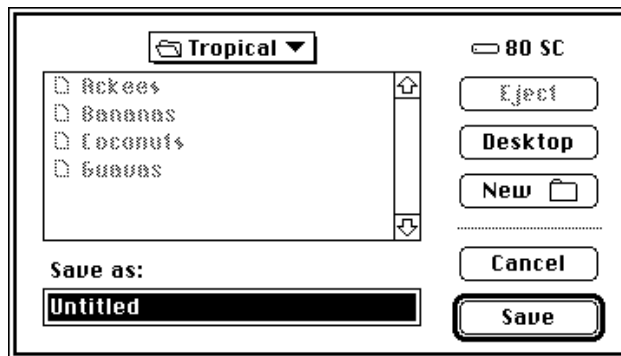 Tropical
80 SC
Ackees
Bananas
Coconuts
Guavas
Eject
Desktop
New
Save as:
Untitled
Cancel
Save